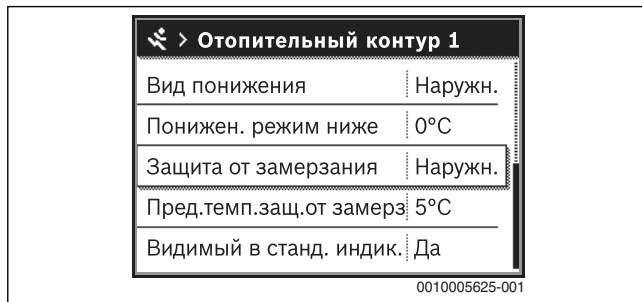 > Отопительный контур 1
Вид понижения Наружн.
Понижен. режим ниже 0°C
Защита от замерзания Наружн.
Пред.темп.защ.от замерз 5°C
Видимый в станд. индик. Да
0010005625-001